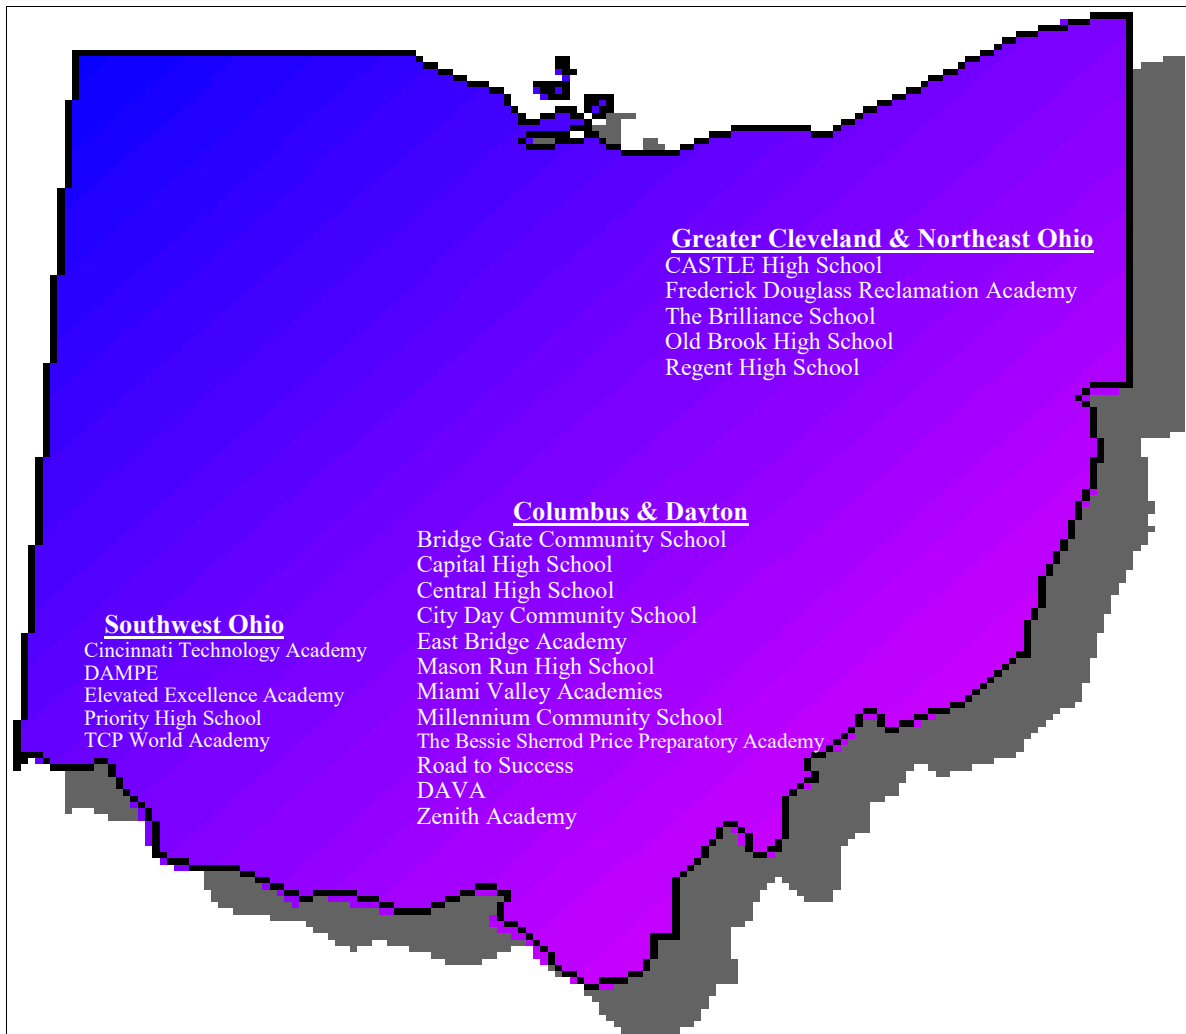 Greater Cleveland & Northeast Ohio
CASTLE High School
Frederick Douglass Reclamation Academy
The Brilliance School
Old Brook High School
Regent High School
Columbus & Dayton
Bridge Gate Community School
Capital High School
Central High School
City Day Community School
East Bridge Academy
Mason Run High School
Miami Valley Academies
Millennium Community School
The Bessie Sherrod Price Preparatory Academy
Road to Success
DAVA
Zenith Academy
Southwest Ohio
Cincinnati Technology Academy
DAMPE
Elevated Excellence Academy
Priority High School
TCP World Academy